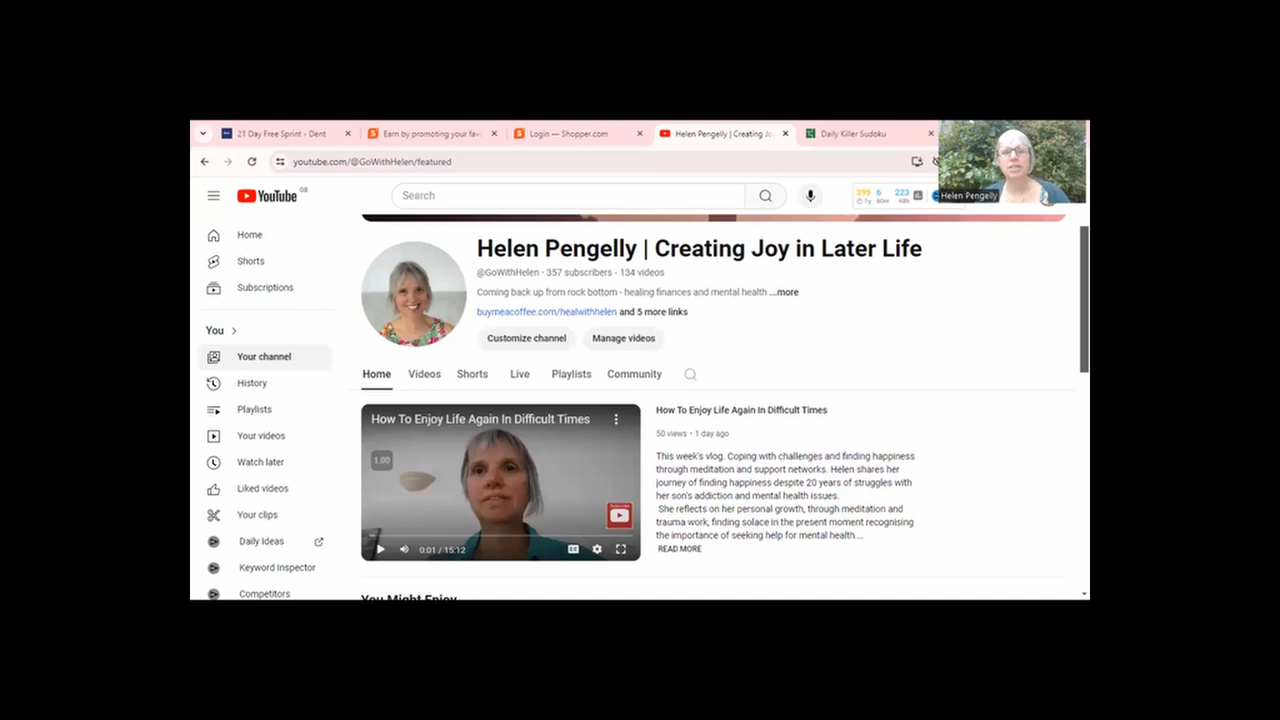 21 Day Free Sprint - Dent
Earn by promoting your fav
Login — Shopper.com
Helen Pengelly | Creating Jo
Daily Killer Sudoku
youtube.com/@GoWithHelen/featured
YouTube GB
Search
399 6 223
1y 60m 48h
Helen Pengelly
Home
Shorts
Subscriptions
You
Your channel
History
Playlists
Your videos
Watch later
Liked videos
Your clips
Daily Ideas
Keyword Inspector
Competitors
Helen Pengelly | Creating Joy in Later Life
@GoWithHelen · 357 subscribers · 134 videos
Coming back up from rock bottom - healing finances and mental health ...more
buymeacoffee.com/healwithhelen and 5 more links
Customize channel Manage videos
Home Videos Shorts Live Playlists Community
How To Enjoy Life Again In Difficult Times
1.00
0:01 / 15:12
How To Enjoy Life Again In Difficult Times
50 views • 1 day ago
This week's vlog. Coping with challenges and finding happiness
through meditation and support networks. Helen shares her
journey of finding happiness despite 20 years of struggles with
her son's addiction and mental health issues.
She reflects on her personal growth, through meditation and
trauma work, finding solace in the present moment recognising
the importance of seeking help for mental health....
READ MORE
You Might Enjoy